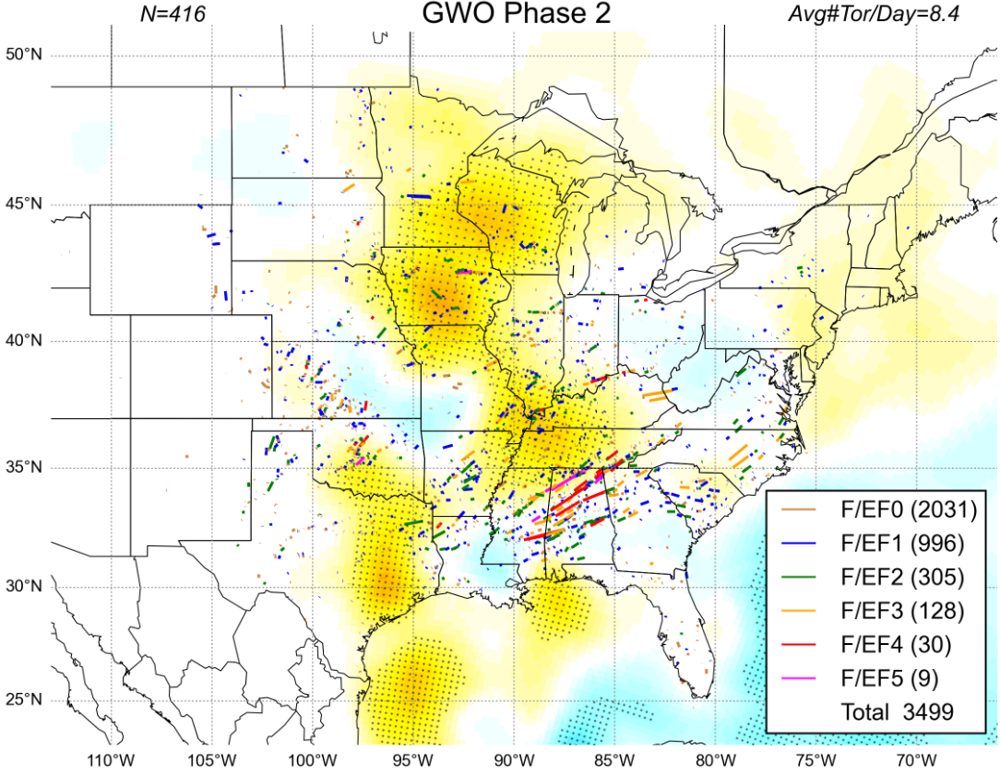 N=416 GWO Phase 2 Avg#Tor/Day=8.4
50°N
45°N
40°N
35°N
30°N
25°N
F/EF0 (2031)
F/EF1 (996)
F/EF2 (305)
F/EF3 (128)
F/EF4 (30)
F/EF5 (9)
Total 3499
110°W 105°W 100°W 95°W 90°W 85°W 80°W 75°W 70°W